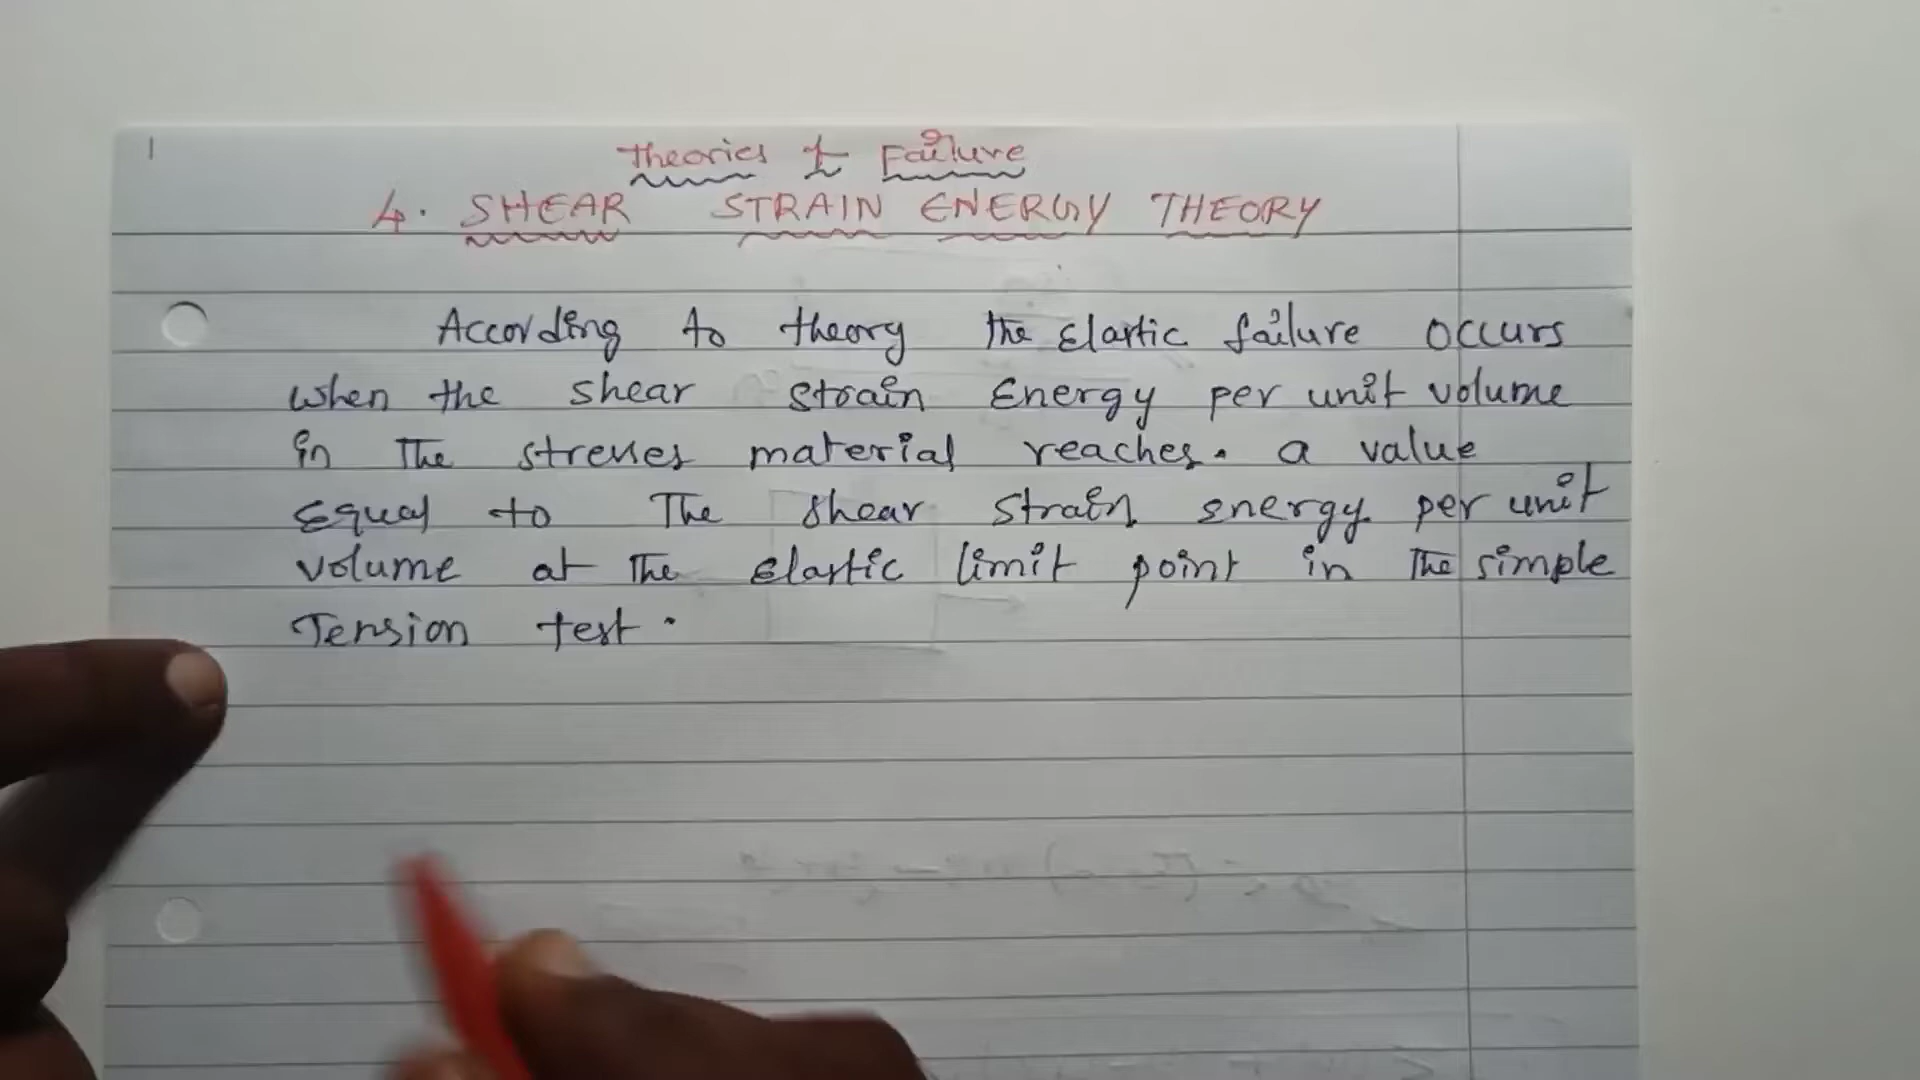 1
Theories of Failure
4. SHEAR STRAIN ENERGY THEORY
According to theory the elastic failure occurs
when the shear strain Energy per unit volume
in The stresses material reaches. a value
Equal to The shear strain energy. per unit
volume at The elastic limit point in The simple
Tension test.